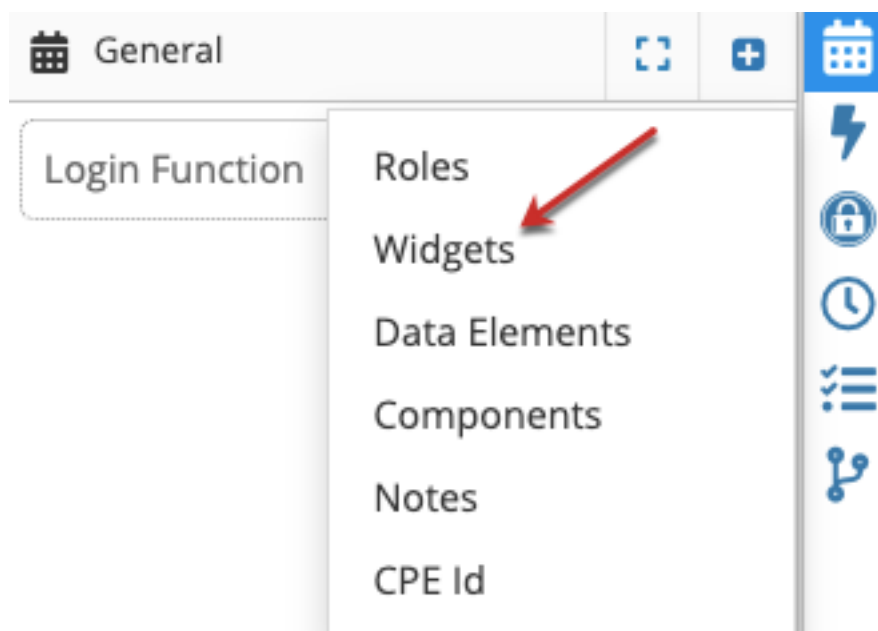 General
Login Function
Roles
Widgets
Data Elements
Components
Notes
CPE Id